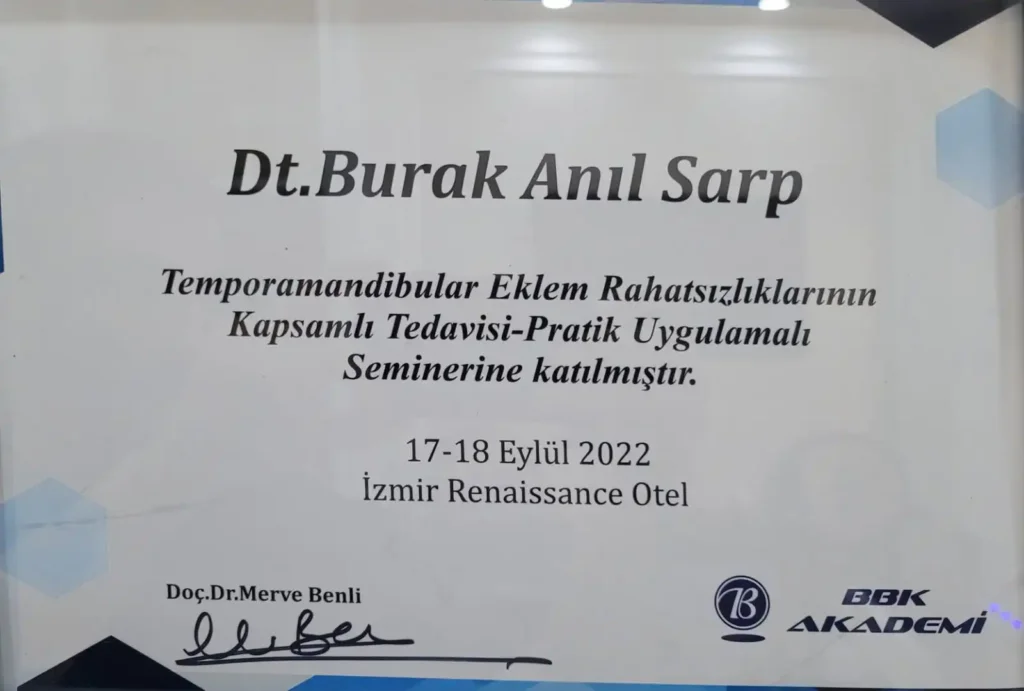 Dt.Burak Anıl Sarp
Temporamandibular Eklem Rahatsızlıklarının
Kapsamlı Tedavisi-Pratik Uygulamalı
Seminerine katılmıştır.
17-18 Eylül 2022
İzmir Renaissance Otel
Doç.Dr.Merve Benli
B
BBK
AKADEMİ